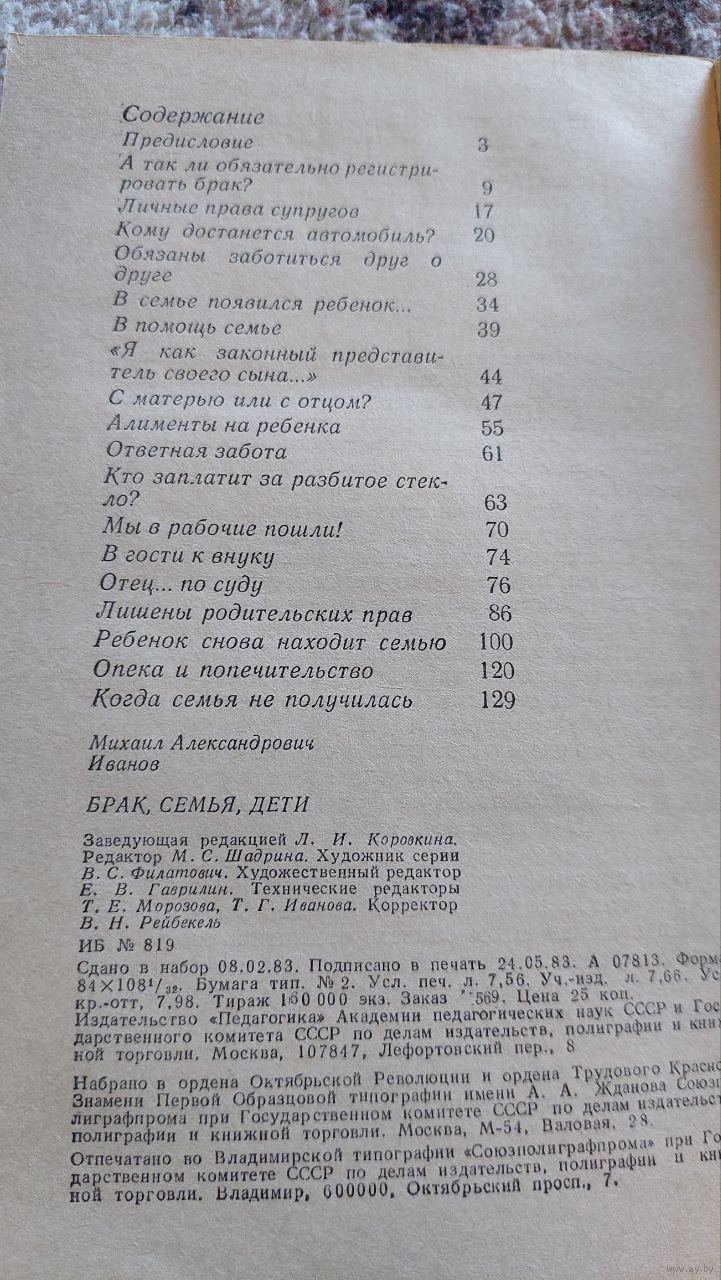 Содержание
Предисловие 3
А так ли обязательно регистри-
ровать брак? 9
Личные права супругов 17
Кому достанется автомобиль? 20
Обязаны заботиться друг о
друге 28
В семье появился ребенок... 34
В помощь семье 39
«Я как законный представи-
тель своего сына...» 44
С матерью или с отцом? 47
Алименты на ребенка 55
Ответная забота 61
Кто заплатит за разбитое стек-
ло? 63
Мы в рабочие пошли! 70
В гости к внуку 74
Отец... по суду 76
Лишены родительских прав 86
Ребенок снова находит семью 100
Опека и попечительство 120
Когда семья не получилась 129
Михаил Александрович
Иванов
БРАК, СЕМЬЯ, ДЕТИ
Заведующая редакцией Л. И. Коровкина.
Редактор М. С. Шадрина. Художник серии
В. С. Филатович. Художественный редактор
Е. В. Гаврилин. Технические редакторы
Т. Е. Морозова, Т. Г. Иванова. Корректор
В. Н. Рейбекель
ИБ № 819
Сдано в набор 08.02.83. Подписано в печать 24.05.83. А 07813. Форма
84×108¹/₃₂. Бумага тип. № 2. Усл. печ. л. 7,56. Уч.-изд. л. 7,66. Ус
кр.-отт, 7,98. Тираж 160 000 экз. Заказ 569. Цена 25 коп.
Издательство «Педагогика» Академии педагогических наук СССР и Гос
дарственного комитета СССР по делам издательств, полиграфии и книж
ной торговли. Москва, 107847, Лефортовский пер., 8
Набрано в ордена Октябрьской Революции и ордена Трудового Красно
Знамени Первой Образцовой типографии имени А. А. Жданова Союзп
лиграфпрома при Государственном комитете СССР по делам издательст
полиграфии и книжной торговли. Москва, М-54, Валовая, 28.
Отпечатано во Владимирской типографии «Союзполиграфпрома» при Го
дарственном комитете СССР по делам издательств, полиграфии и кни
ной торговли. Владимир, 600000, Октябрьский просп., 7.
www.ay.by